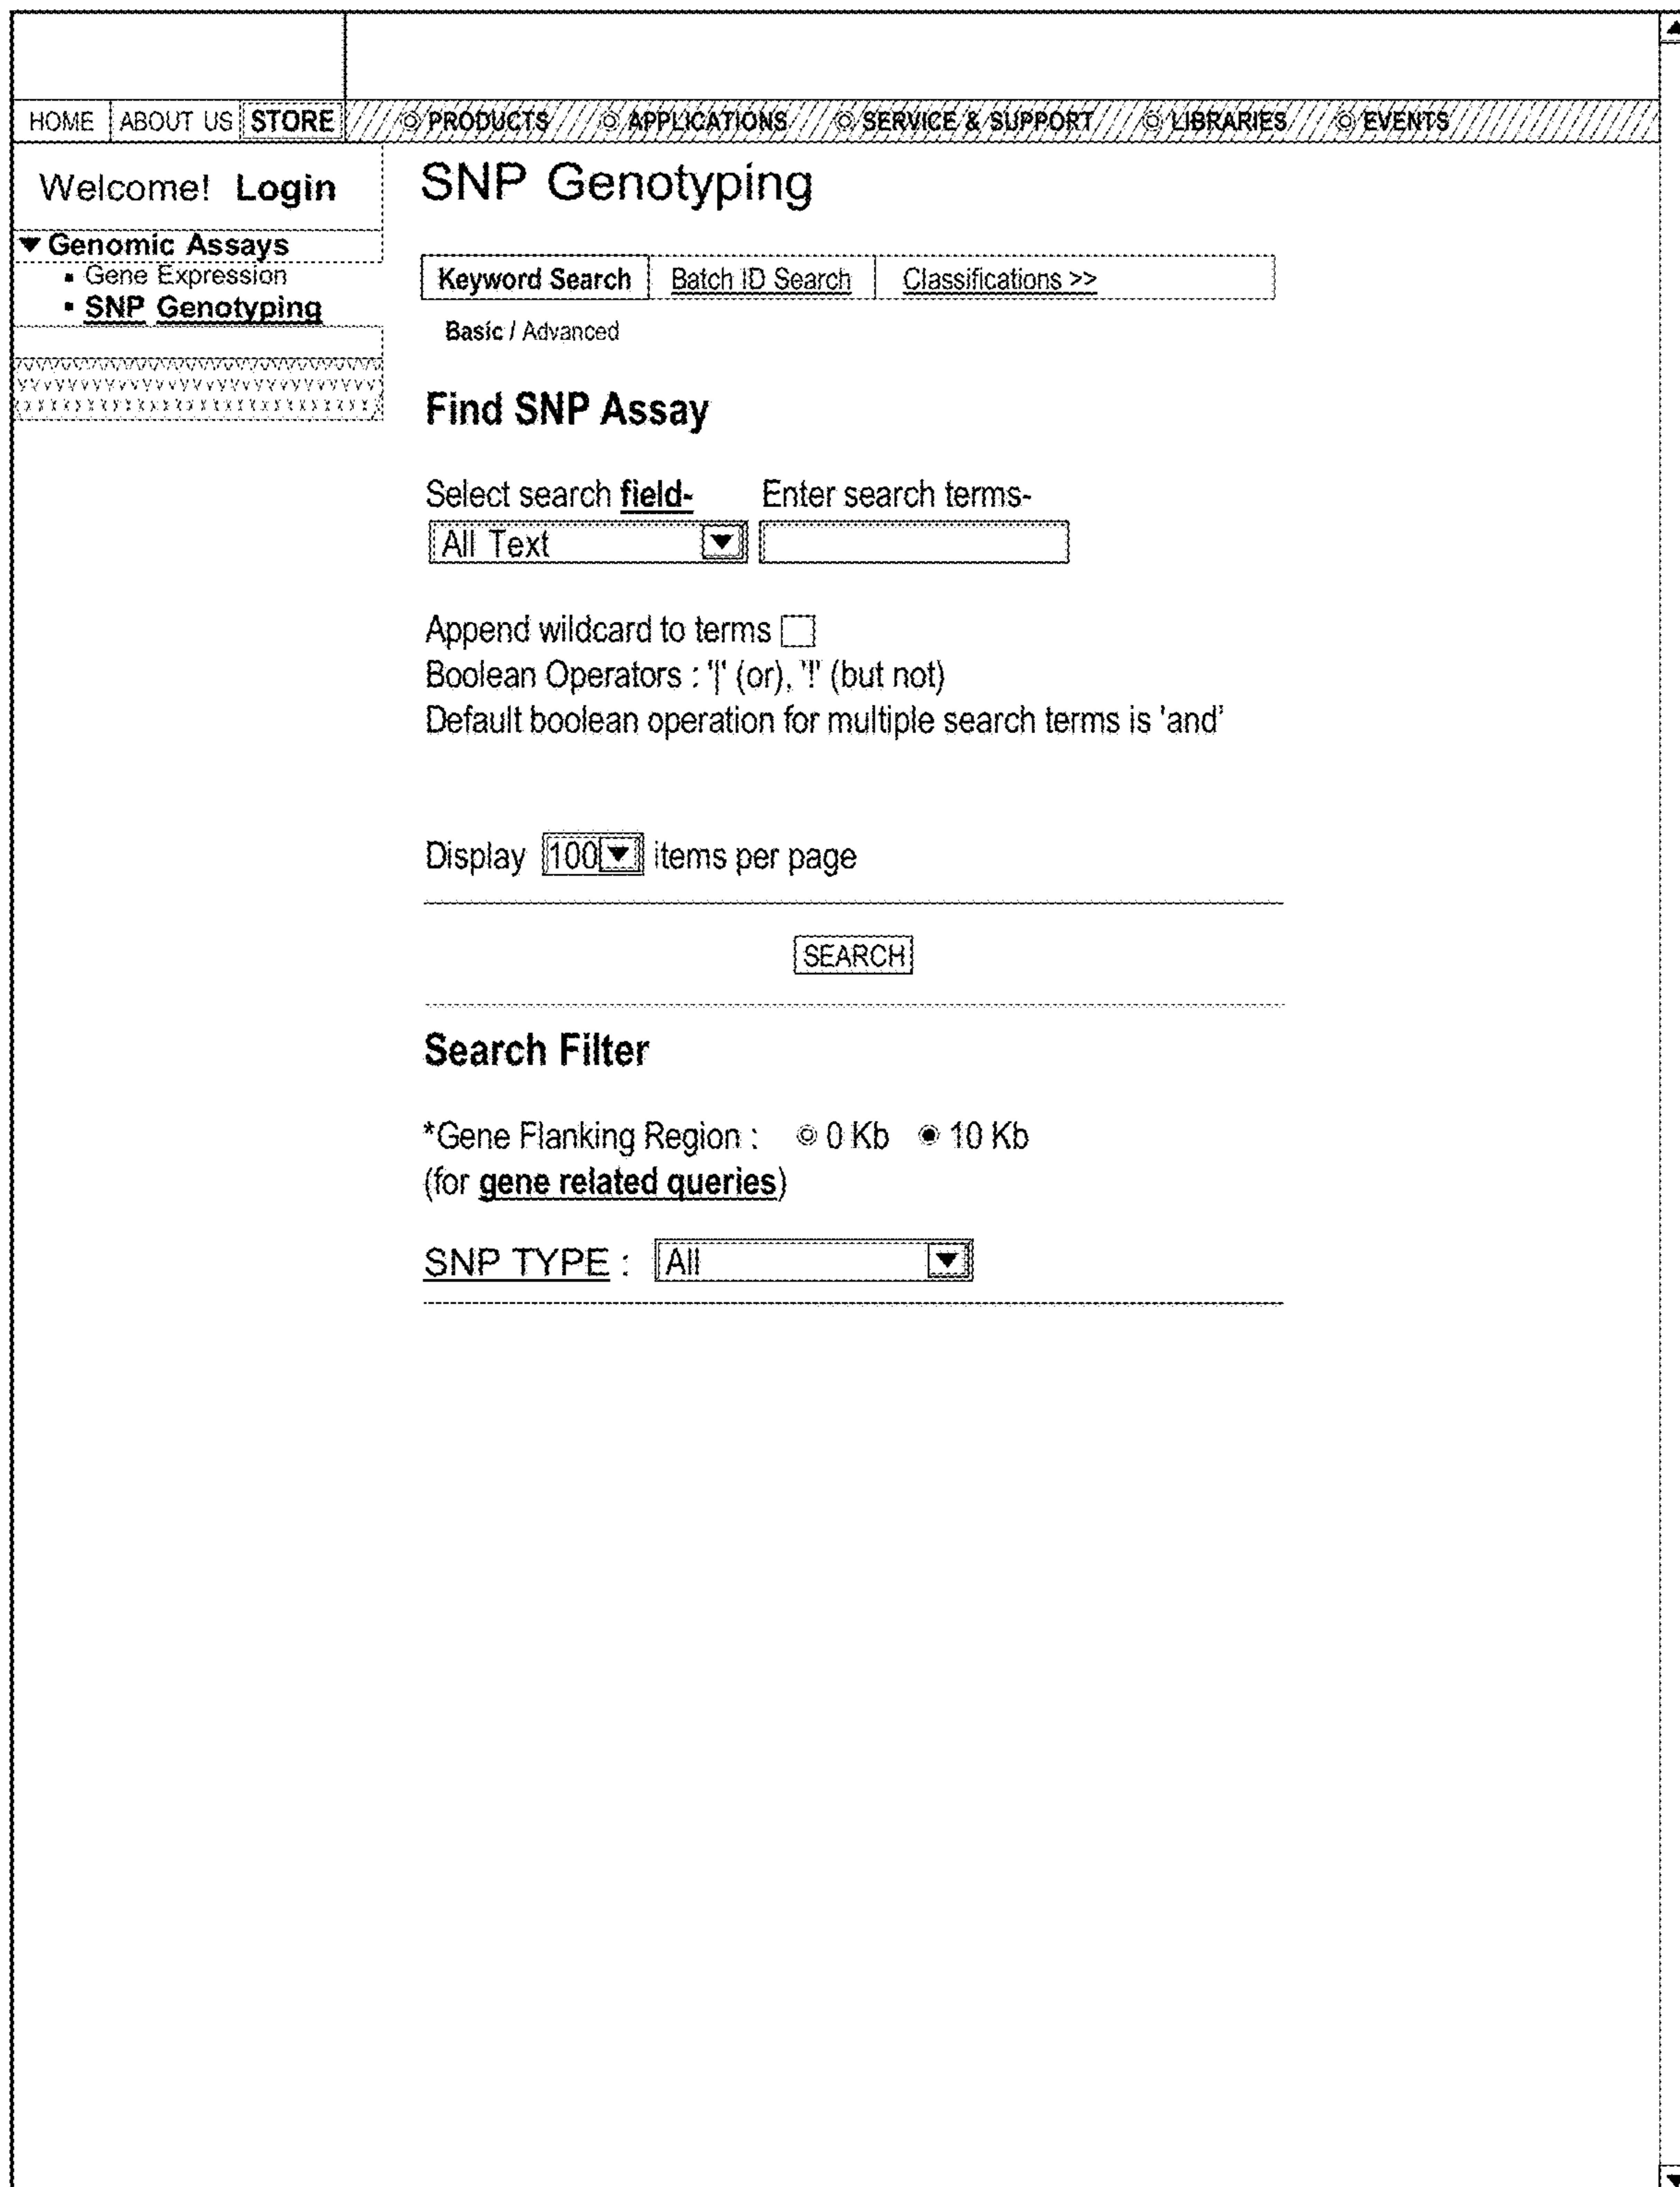 HOME ABOUT US STORE PRODUCTS APPLICATIONS SERVICE & SUPPORT LIBRARIES EVENTS
Welcome! Login
Genomic Assays
Gene Expression
SNP Genotyping
SNP Genotyping
Keyword Search Batch ID Search Classifications >>
Basic / Advanced
Find SNP Assay
Select search field- Enter search terms-
All Text
Append wildcard to terms
Boolean Operators : '|' (or), '!' (but not)
Default boolean operation for multiple search terms is 'and'
Display 100 items per page
SEARCH
Search Filter
*Gene Flanking Region : 0 Kb 10 Kb
(for gene related queries)
SNP TYPE : All